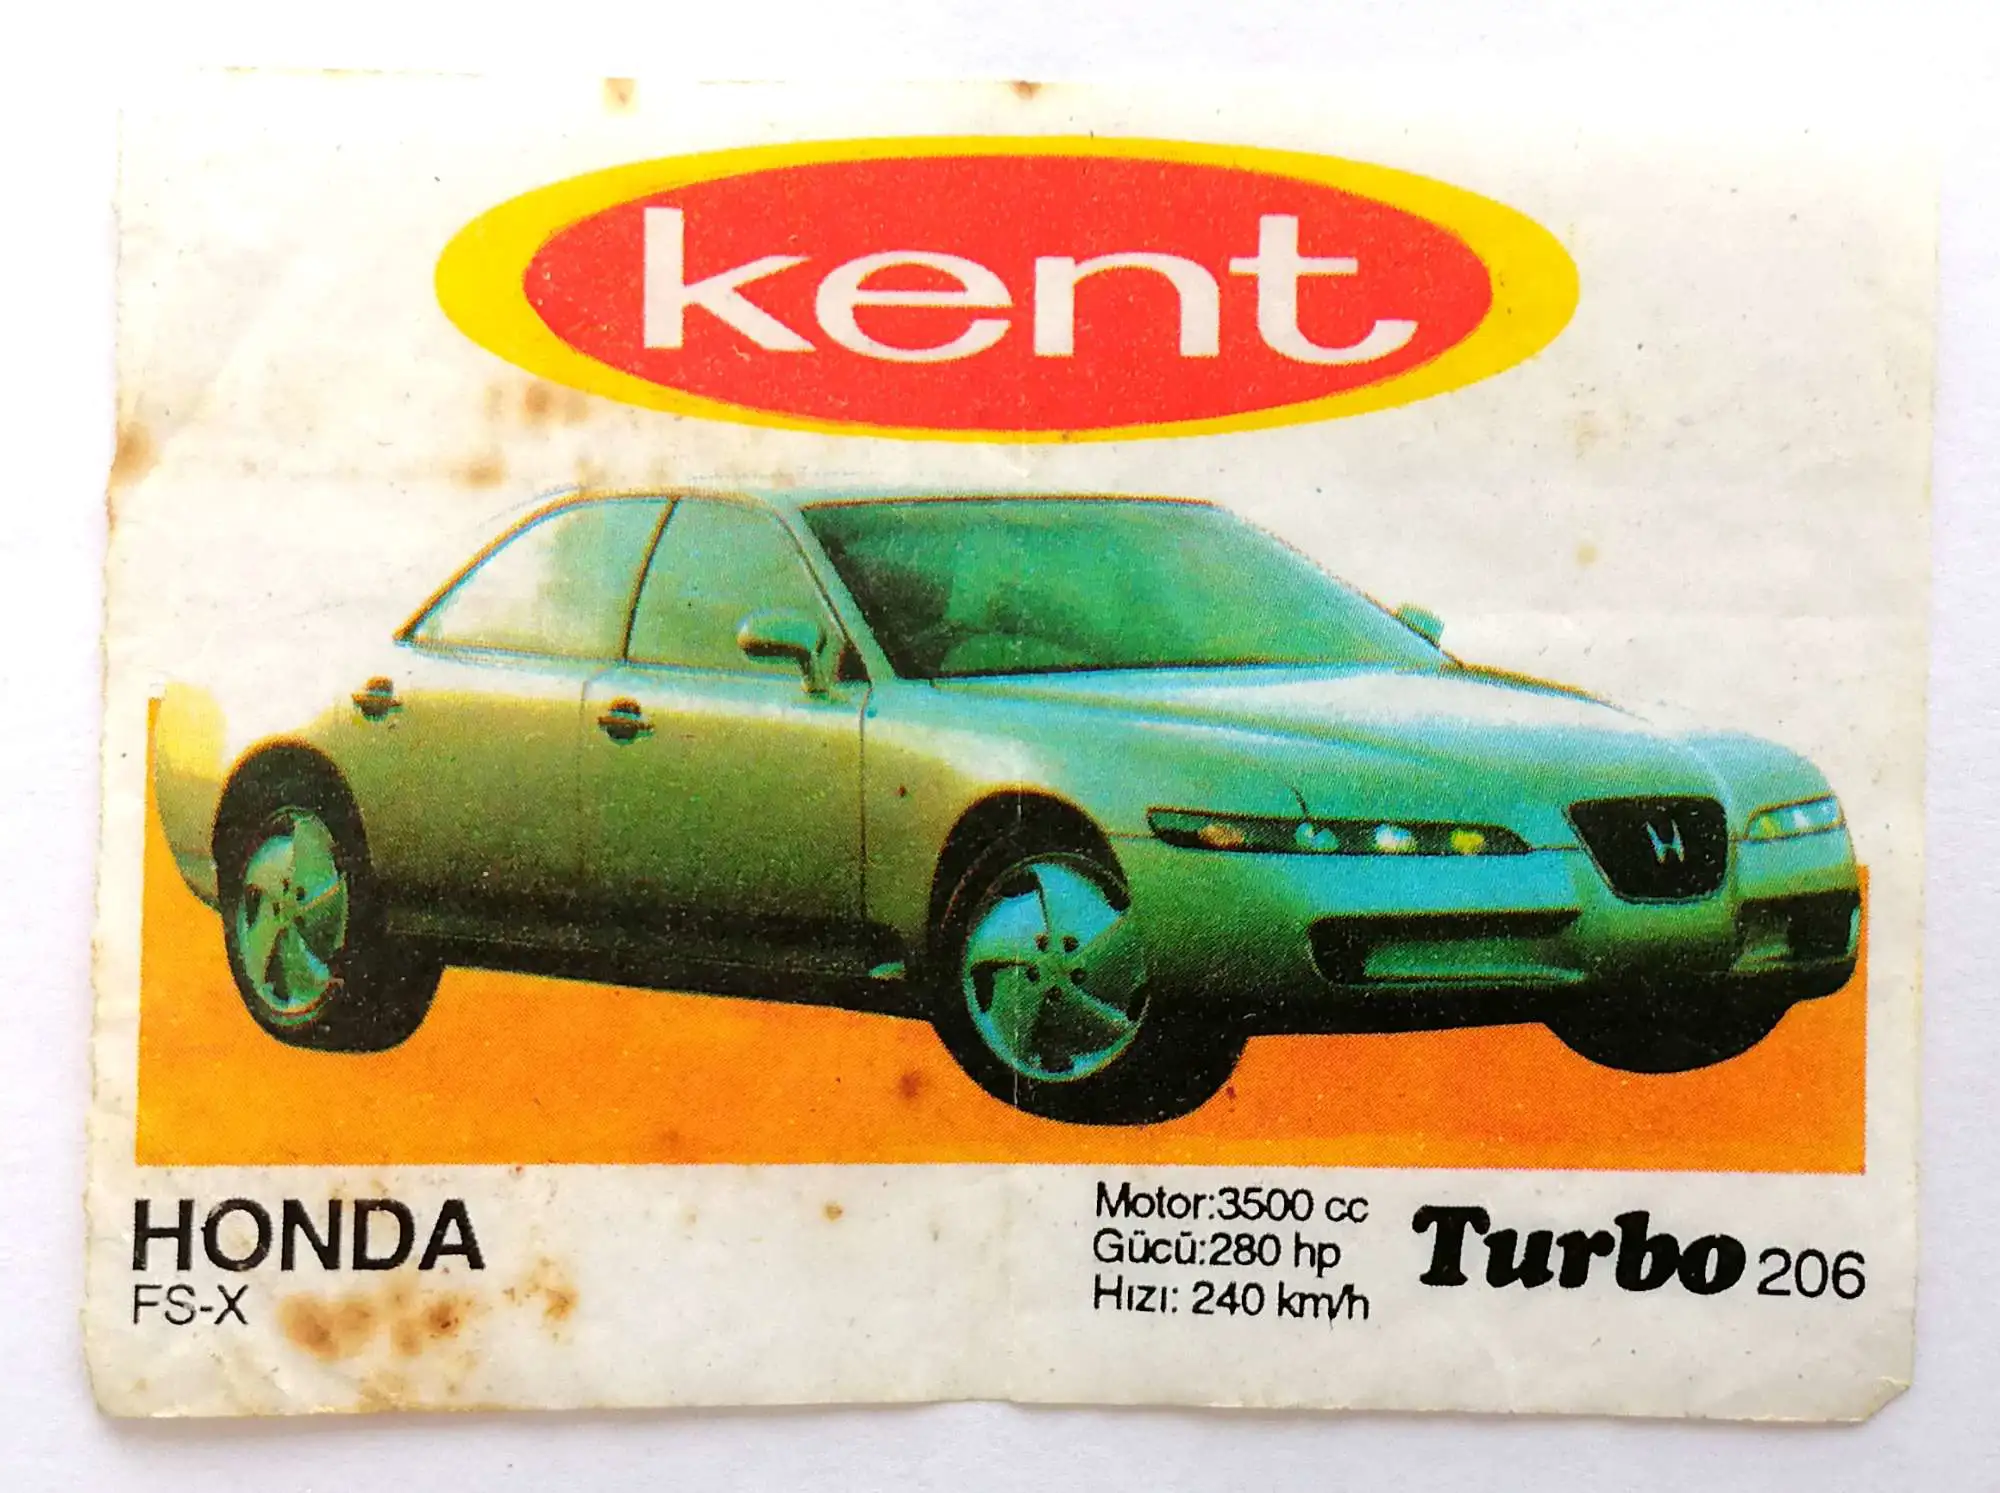 kent
HONDA
FS-X
Motor:3500 cc
Gücü:280 hp
Hızı: 240 km/h
Turbo 206